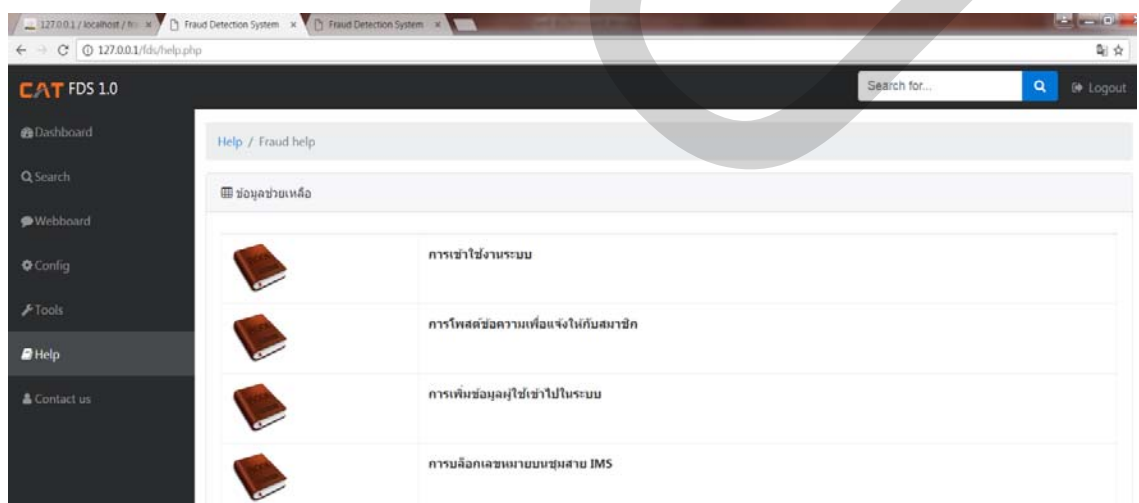 127.0.0.1 / localhost / fr
Fraud Detection System
Fraud Detection System
127.0.0.1/fds/help.php
CAT FDS 1.0
Search for...
Logout
Dashboard
Search
Webboard
Config
Tools
Help
Contact us
Help / Fraud help
ข้อมูลช่วยเหลือ
การเข้าใช้งานระบบ
การโพสต์ข้อความเพื่อแจ้งให้กับสมาชิก
การเพิ่มข้อมูลผู้ใช้เข้าไปในระบบ
การบล็อกเลขหมายบนชุมสาย IMS